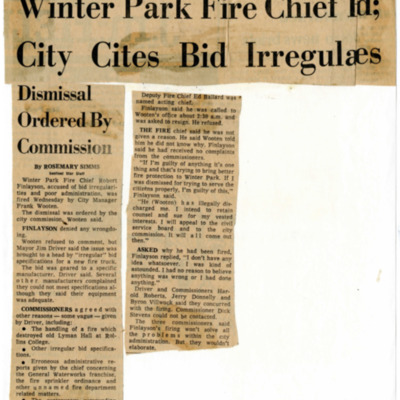 Winter Park Fire Chief Id;
City Cites Bid Irregulæs
Dismissal
Ordered By
Commission
By ROSEMARY SIMMS
Sentinel Star Staff
Winter Park Fire Chief Robert
Finlayson, accused of bid irregulari-
ties and poor administration, was
fired Wednesday by City Manager
Frank Wooten.
The dismissal was ordered by the
city commission, Wooten said.
FINLAYSON denied any wrongdo-
ing.
Wooten refused to comment, but
Mayor Jim Driver said the issue was
brought to a head by "irregular" bid
specifications for a new fire truck.
The bid was geared to a specific
manufacturer, Driver said. Several
other manufacturers complained
they could not meet specifications al-
though they said their equipment
was adequate.
COMMISSIONERS agreed with
other reasons — some vague — given
by Driver, including:
● The handling of a fire which
destroyed old Lyman Hall at Rol-
lins College.
● Other irregular bid specifica-
tions.
● Erroneous administrative re-
ports given by the chief concerning
the General Waterworks franchise,
the fire sprinkler ordinance and
other unnamed fire department
related matters.
Deputy Fire Chief Ed Ballard was
named acting chief.
Finlayson said he was called to
Wooten's office about 2:30 a.m. and
was asked to resign. He refused.
THE FIRE chief said he was not
given a reason. He said Wooten told
him he did not know why. Finlayson
said he had received no complaints
from the commissioners.
"If I'm guilty of anything it's one
thing and that's trying to bring better
fire protection to Winter Park. If I
was dismissed for trying to serve the
citizens properly, I'm guilty of this,"
Finlayson, said.
"He (Wooten) has illegally dis-
charged me. I intend to retain
counsel and sue for my vested
interests. I will appeal to the civil
service board and to the city
commission. It will all come out
then."
ASKED why he had been fired,
Finlayson replied, "I don't have any
idea whatsoever. I was kind of
astounded. I had no reason to believe
anything was wrong or I had done
anything."
Driver and Commissioners Har-
old Roberts, Jerry Donnelly and
Byron Villwock said they concurred
with the firing. Commissioner Dick
Stevens could not be contacted.
The three commissioners said
Finlayson's firing won't solve all
the problems within the city
administration. But they wouldn't
elaborate.